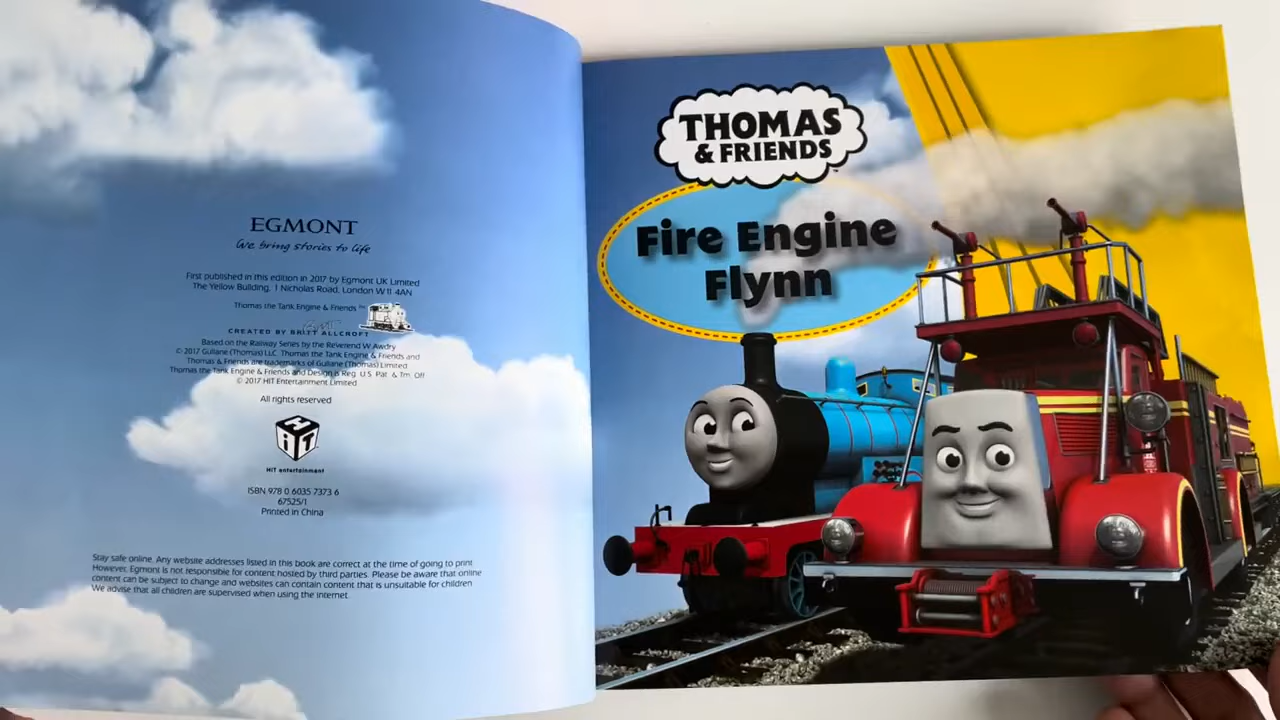 EGMONT
We bring stories to life
First published in this edition in 2017 by Egmont UK Limited
The Yellow Building, 1 Nicholas Road, London W11 4AN
Thomas the Tank Engine & Friends™
CREATED BY BRITT ALLCROFT
Based on the Railway Series by the Reverend W Awdry
© 2017 Gullane (Thomas) LLC. Thomas the Tank Engine & Friends and
Thomas & Friends are trademarks of Gullane (Thomas) Limited.
Thomas the Tank Engine & Friends and Design is Reg. U.S. Pat. & Tm. Off
© 2017 HIT Entertainment Limited
All rights reserved
HiT
HiT entertainment
ISBN 978 0 6035 7373 6
67525/1
Printed in China
Stay safe online. Any website addresses listed in this book are correct at the time of going to print
However, Egmont is not responsible for content hosted by third parties. Please be aware that online
content can be subject to change and websites can contain content that is unsuitable for children
We advise that all children are supervised when using the internet.
THOMAS
& FRIENDS™
Fire Engine
Flynn